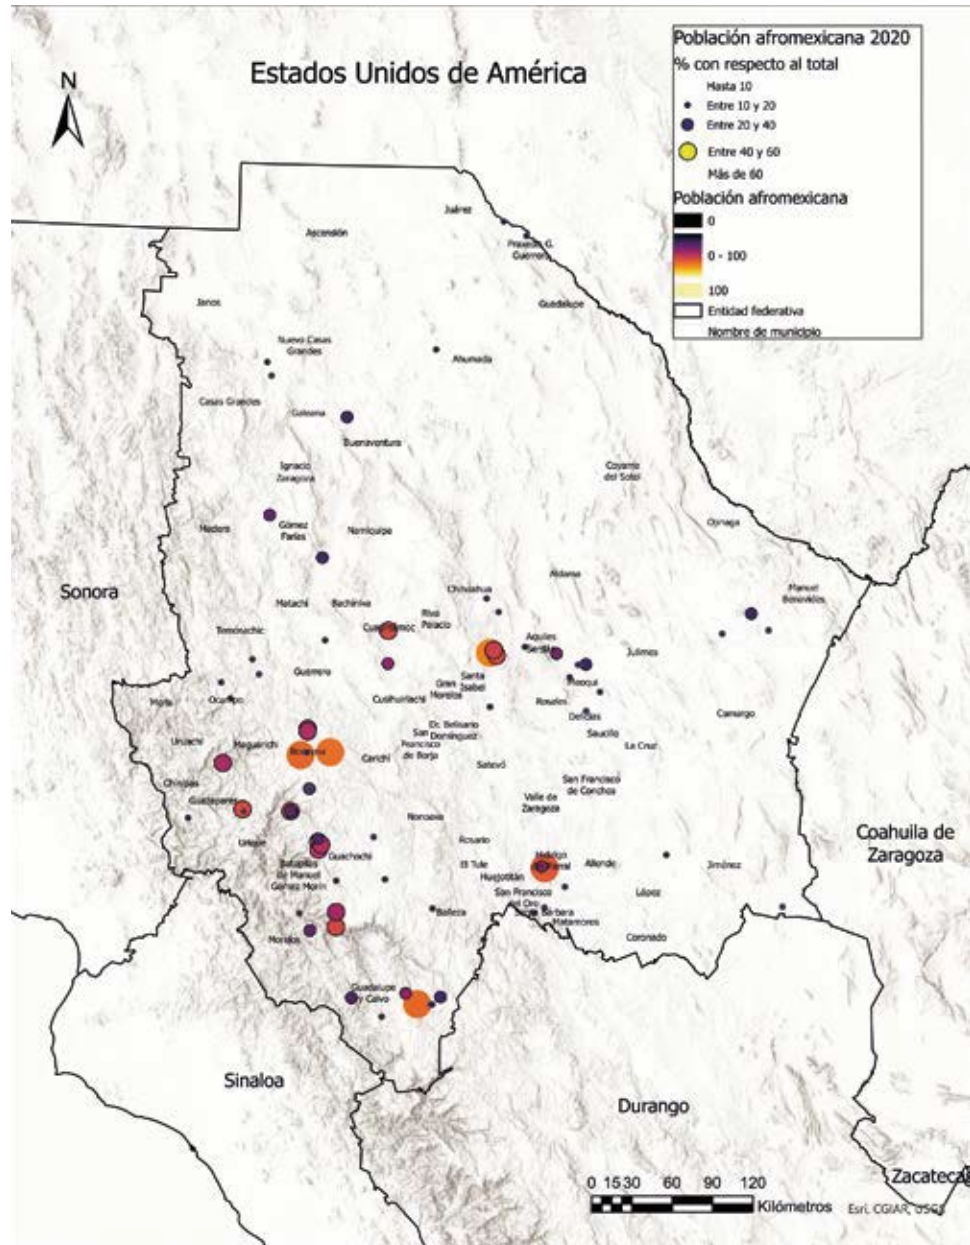 Población afromexicana 2020
% con respecto al total
Hasta 10
Entre 10 y 20
Entre 20 y 40
Entre 40 y 60
Más de 60
Población afromexicana
0
0 - 100
100
Entidad federativa
Nombre de municipio
Estados Unidos de América
N
Juárez
Ascensión
Praxedis G.
Guerrero
Janos
Guadalupe
Nuevo Casas
Grandes
Ahumada
Casas Grandes
Galeana
Buenaventura
Ignacio
Zaragoza
Coyame
del Sotol
Ojinaga
Madera
Gómez
Farías
Namiquipa
Aldama
Sonora
Chihuahua
Manuel
Benavides
Matachí
Bachíniva
Riva
Palacio
Cuauhtémoc
Temósachic
Aquiles
Serdán
Julimes
Guerrero
Santa
Isabel
Meoqui
Gran
Morelos
Cusihuiriachi
Moris
Ocampo
Rosales
Delicias
Camargo
Dr. Belisario
Domínguez
San
Francisco
de Borja
Saucillo
La Cruz
Uruachi
Maguarichi
Bocoyna
Carichí
Satevó
Chínipas
San Francisco
de Conchos
Guazapares
Valle de
Zaragoza
Nonoava
Coahuila de
Zaragoza
Urique
Rosario
Guachochi
Batopilas
de Manuel
Gómez Morín
El Tule
Hidalgo
del Parral
Allende
Jiménez
Huejotitán
San Francisco
del Oro
López
Balleza
Santa Bárbara
Matamoros
Morelos
Coronado
Guadalupe
y Calvo
Sinaloa
Durango
Zacatecas
0 15 30 60 90 120
Kilómetros
Esri, CGIAR, USGS